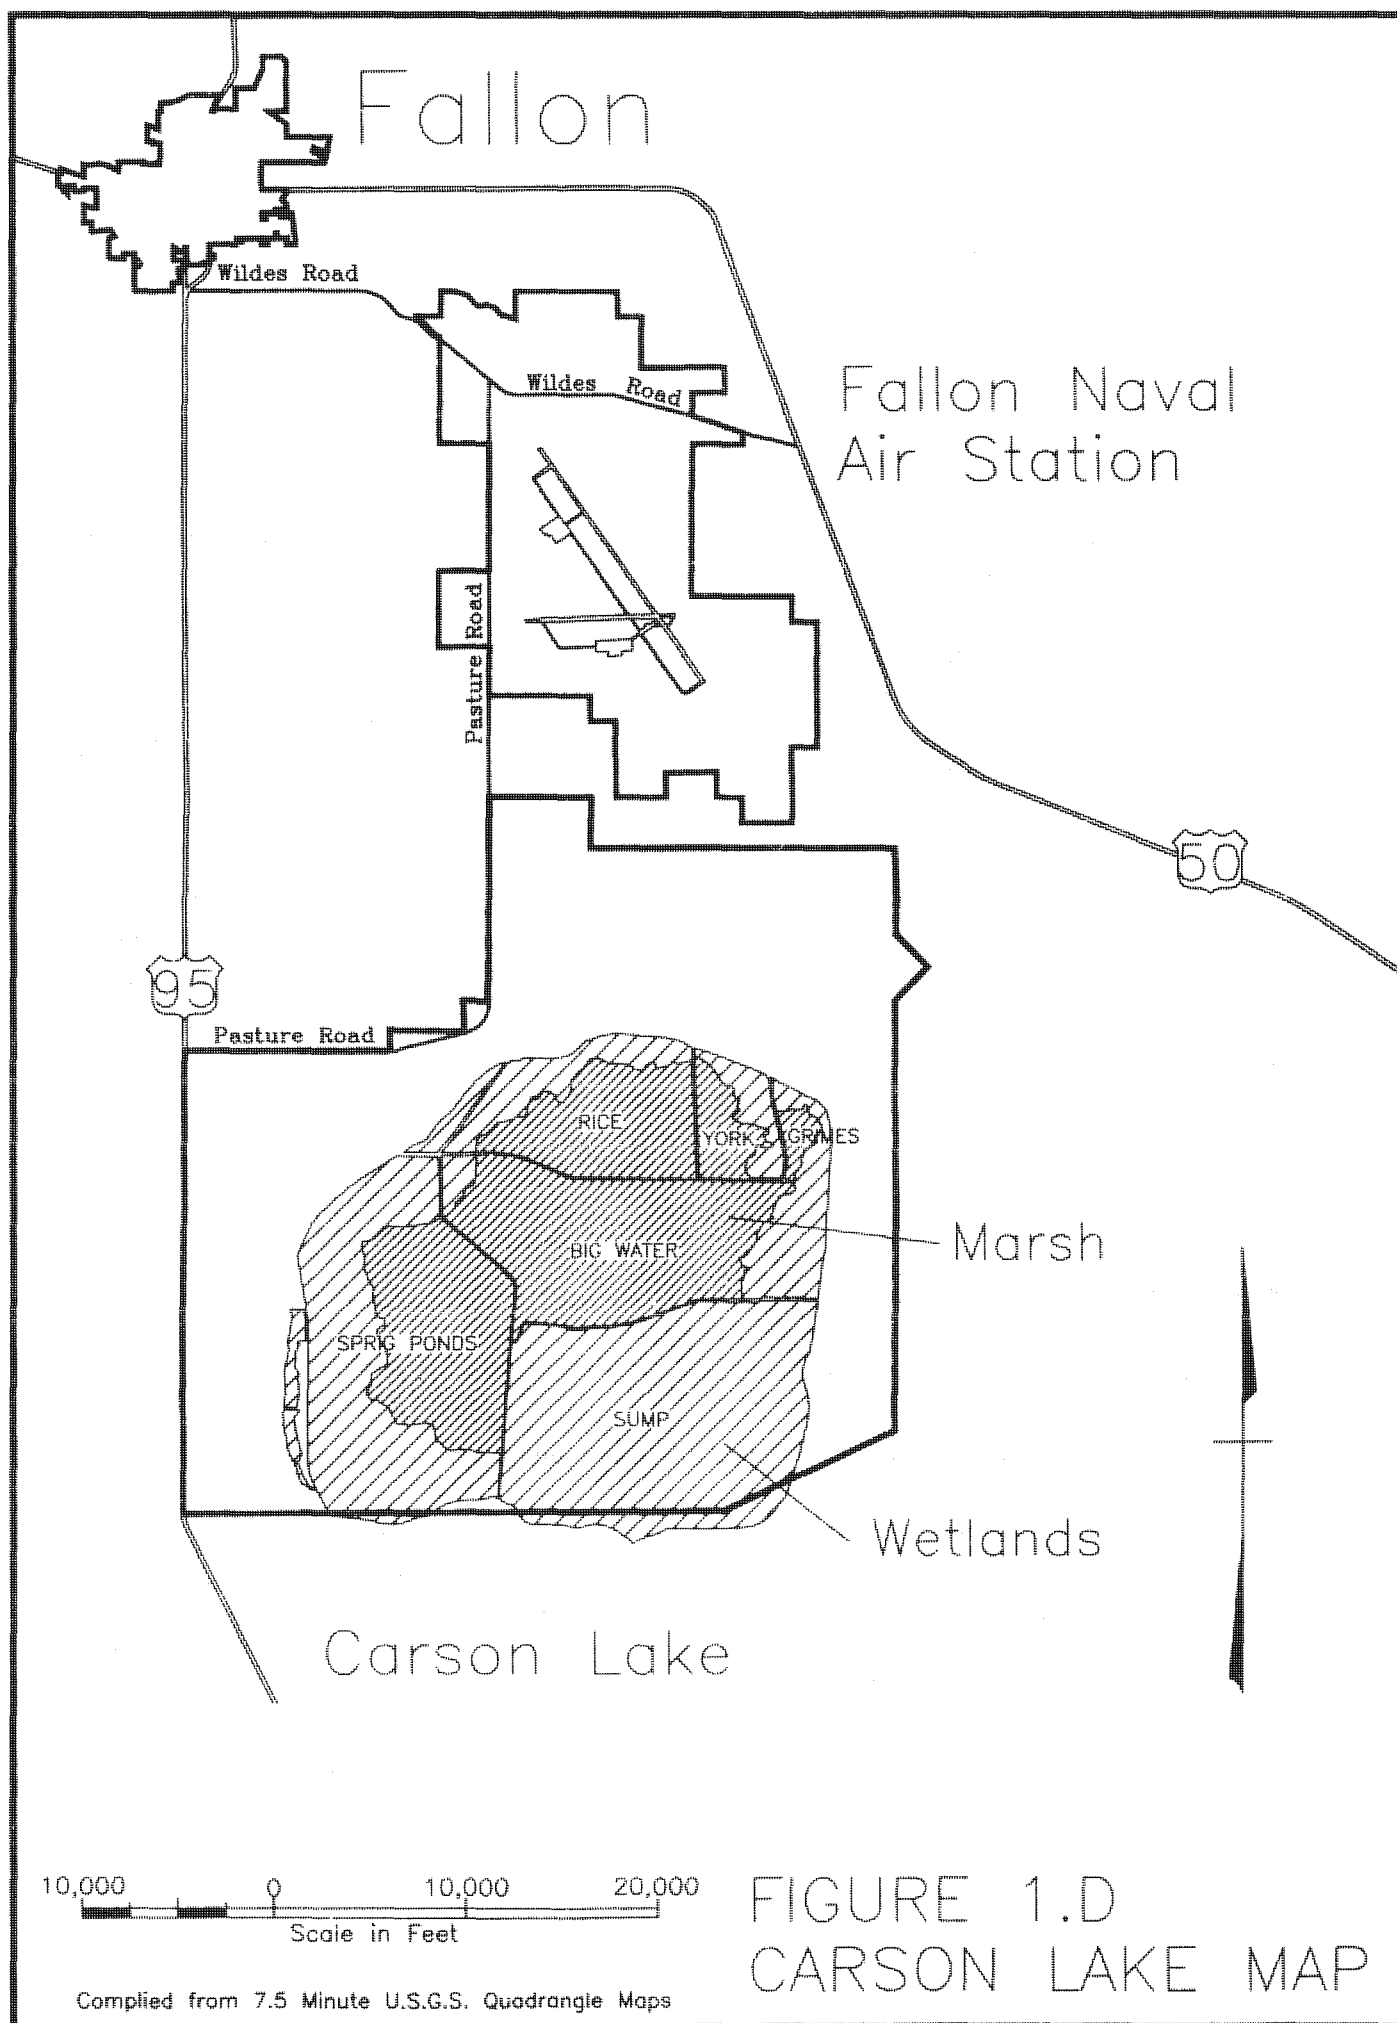 Fallon
Wildes Road
Wildes Road
Fallon Naval
Air Station
Pasture Road
50
95
Pasture Road
RICE
YORK
GRIMES
BIG WATER
Marsh
SPRIG PONDS
SUMP
Wetlands
Carson Lake
10,000 0 10,000 20,000
Scale in Feet
FIGURE 1.D
CARSON LAKE MAP
Complied from 7.5 Minute U.S.G.S. Quadrangle Maps